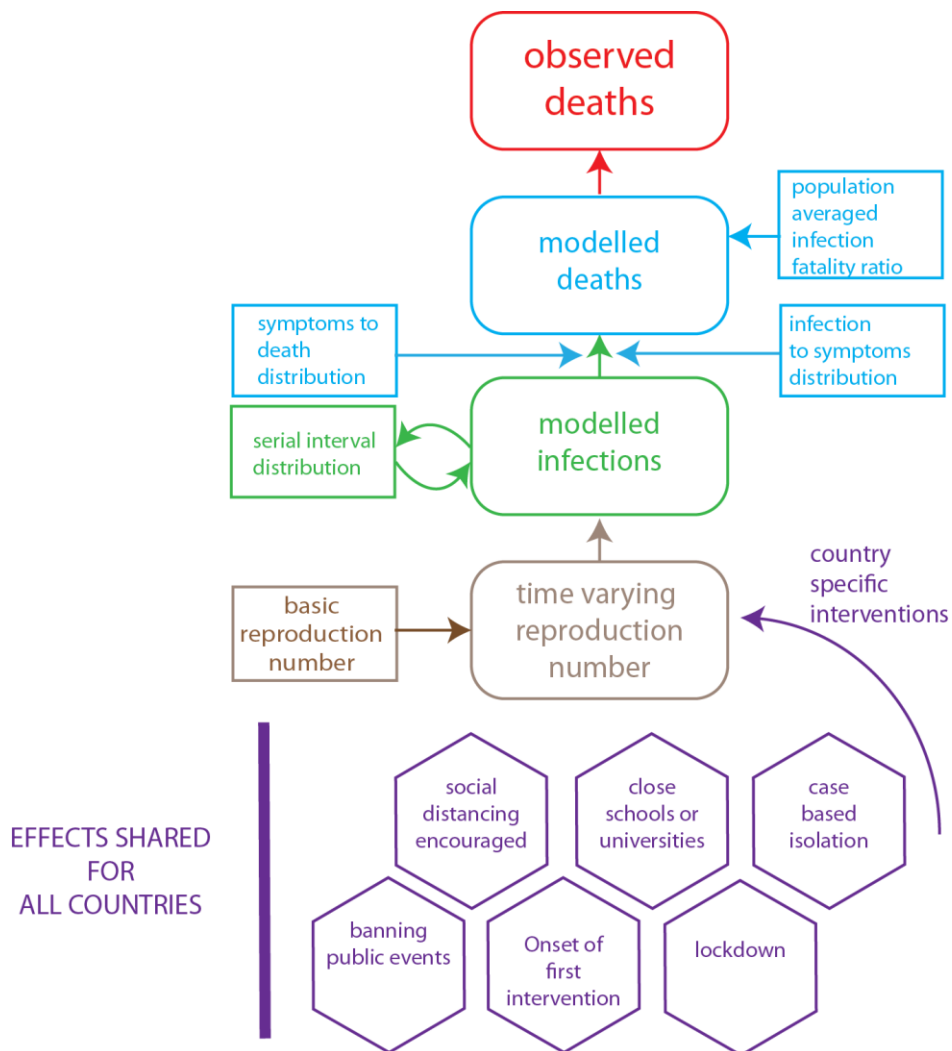 observed
deaths
population
averaged
infection
fatality ratio
modelled
deaths
symptoms to
death
distribution
infection
to symptoms
distribution
serial interval
distribution
modelled
infections
country
specific
interventions
basic
reproduction
number
time varying
reproduction
number
social
distancing
encouraged
close
schools or
universities
case
based
isolation
EFFECTS SHARED
FOR
ALL COUNTRIES
banning
public events
Onset of
first
intervention
lockdown